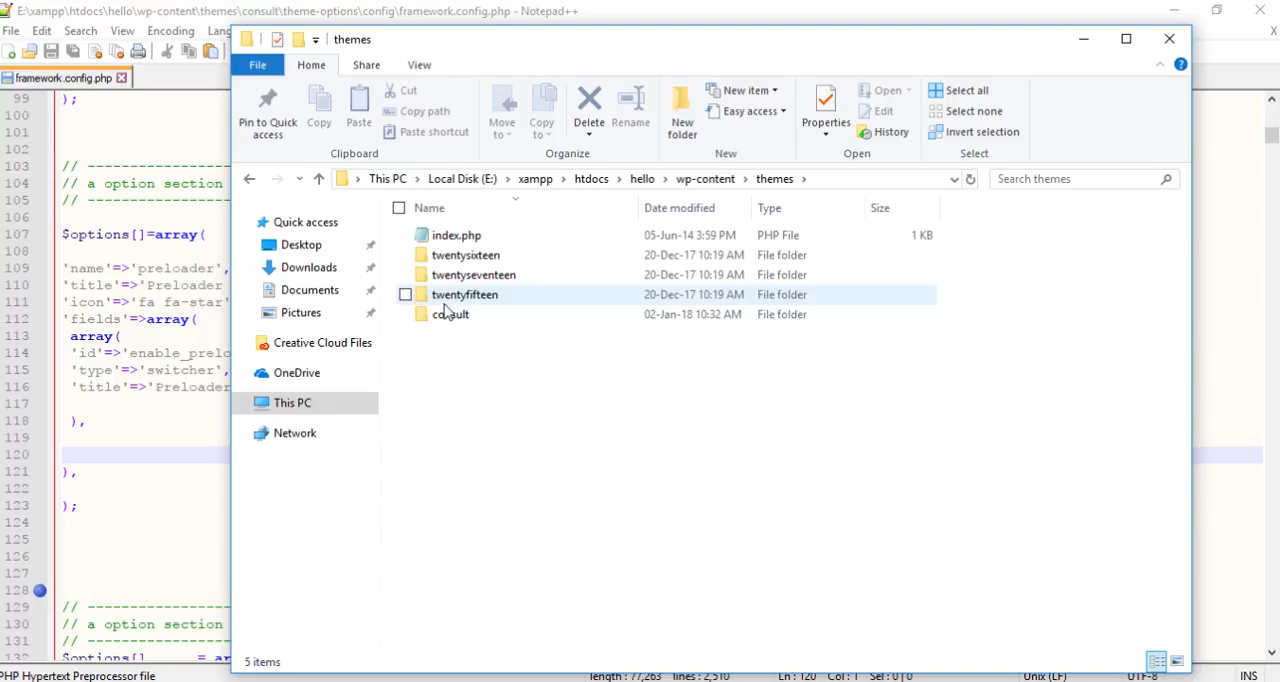 E:\xampp\htdocs\hello\wp-content\themes\consult\theme-options\config\framework.config.php - Notepad++
File Edit Search View Encoding Lang
themes
File Home Share View
framework.config.php
Pin to Quick access
Copy
Paste
Cut
Copy path
Paste shortcut
Move to
Copy to
Delete
Rename
New folder
New item
Easy access
Properties
Open
Edit
History
Select all
Select none
Invert selection
Clipboard Organize New Open Select
This PC > Local Disk (E:) > xampp > htdocs > hello > wp-content > themes >
Search themes
Name Date modified Type Size
index.php 05-Jun-14 3:59 PM PHP File 1 KB
twentysixteen 20-Dec-17 10:19 AM File folder
twentyseventeen 20-Dec-17 10:19 AM File folder
twentyfifteen 20-Dec-17 10:19 AM File folder
consult 02-Jan-18 10:32 AM File folder
Quick access
Desktop
Downloads
Documents
Pictures
Creative Cloud Files
OneDrive
This PC
Network
5 items
99 );
100
101
102
103 // -----------------
104 // a option section
105 // -----------------
106
107 $options[]=array(
108
109 'name'=>'preloader',
110 'title'=>'Preloader
111 'icon'=>'fa fa-star'
112 'fields'=>array(
113 array(
114 'id'=>'enable_prelo
115 'type'=>'switcher',
116 'title'=>'Preloader
117
118 ),
119
120
121 ),
122
123 );
124
125
126
127
128
129 // -----------------
130 // a option section
131 // -----------------
132 $options[] = ar
PHP Hypertext Preprocessor file length : 77,263 lines : 2,510 Ln : 120 Col : 1 Sel : 0 | 0 Unix (LF) UTF-8 INS